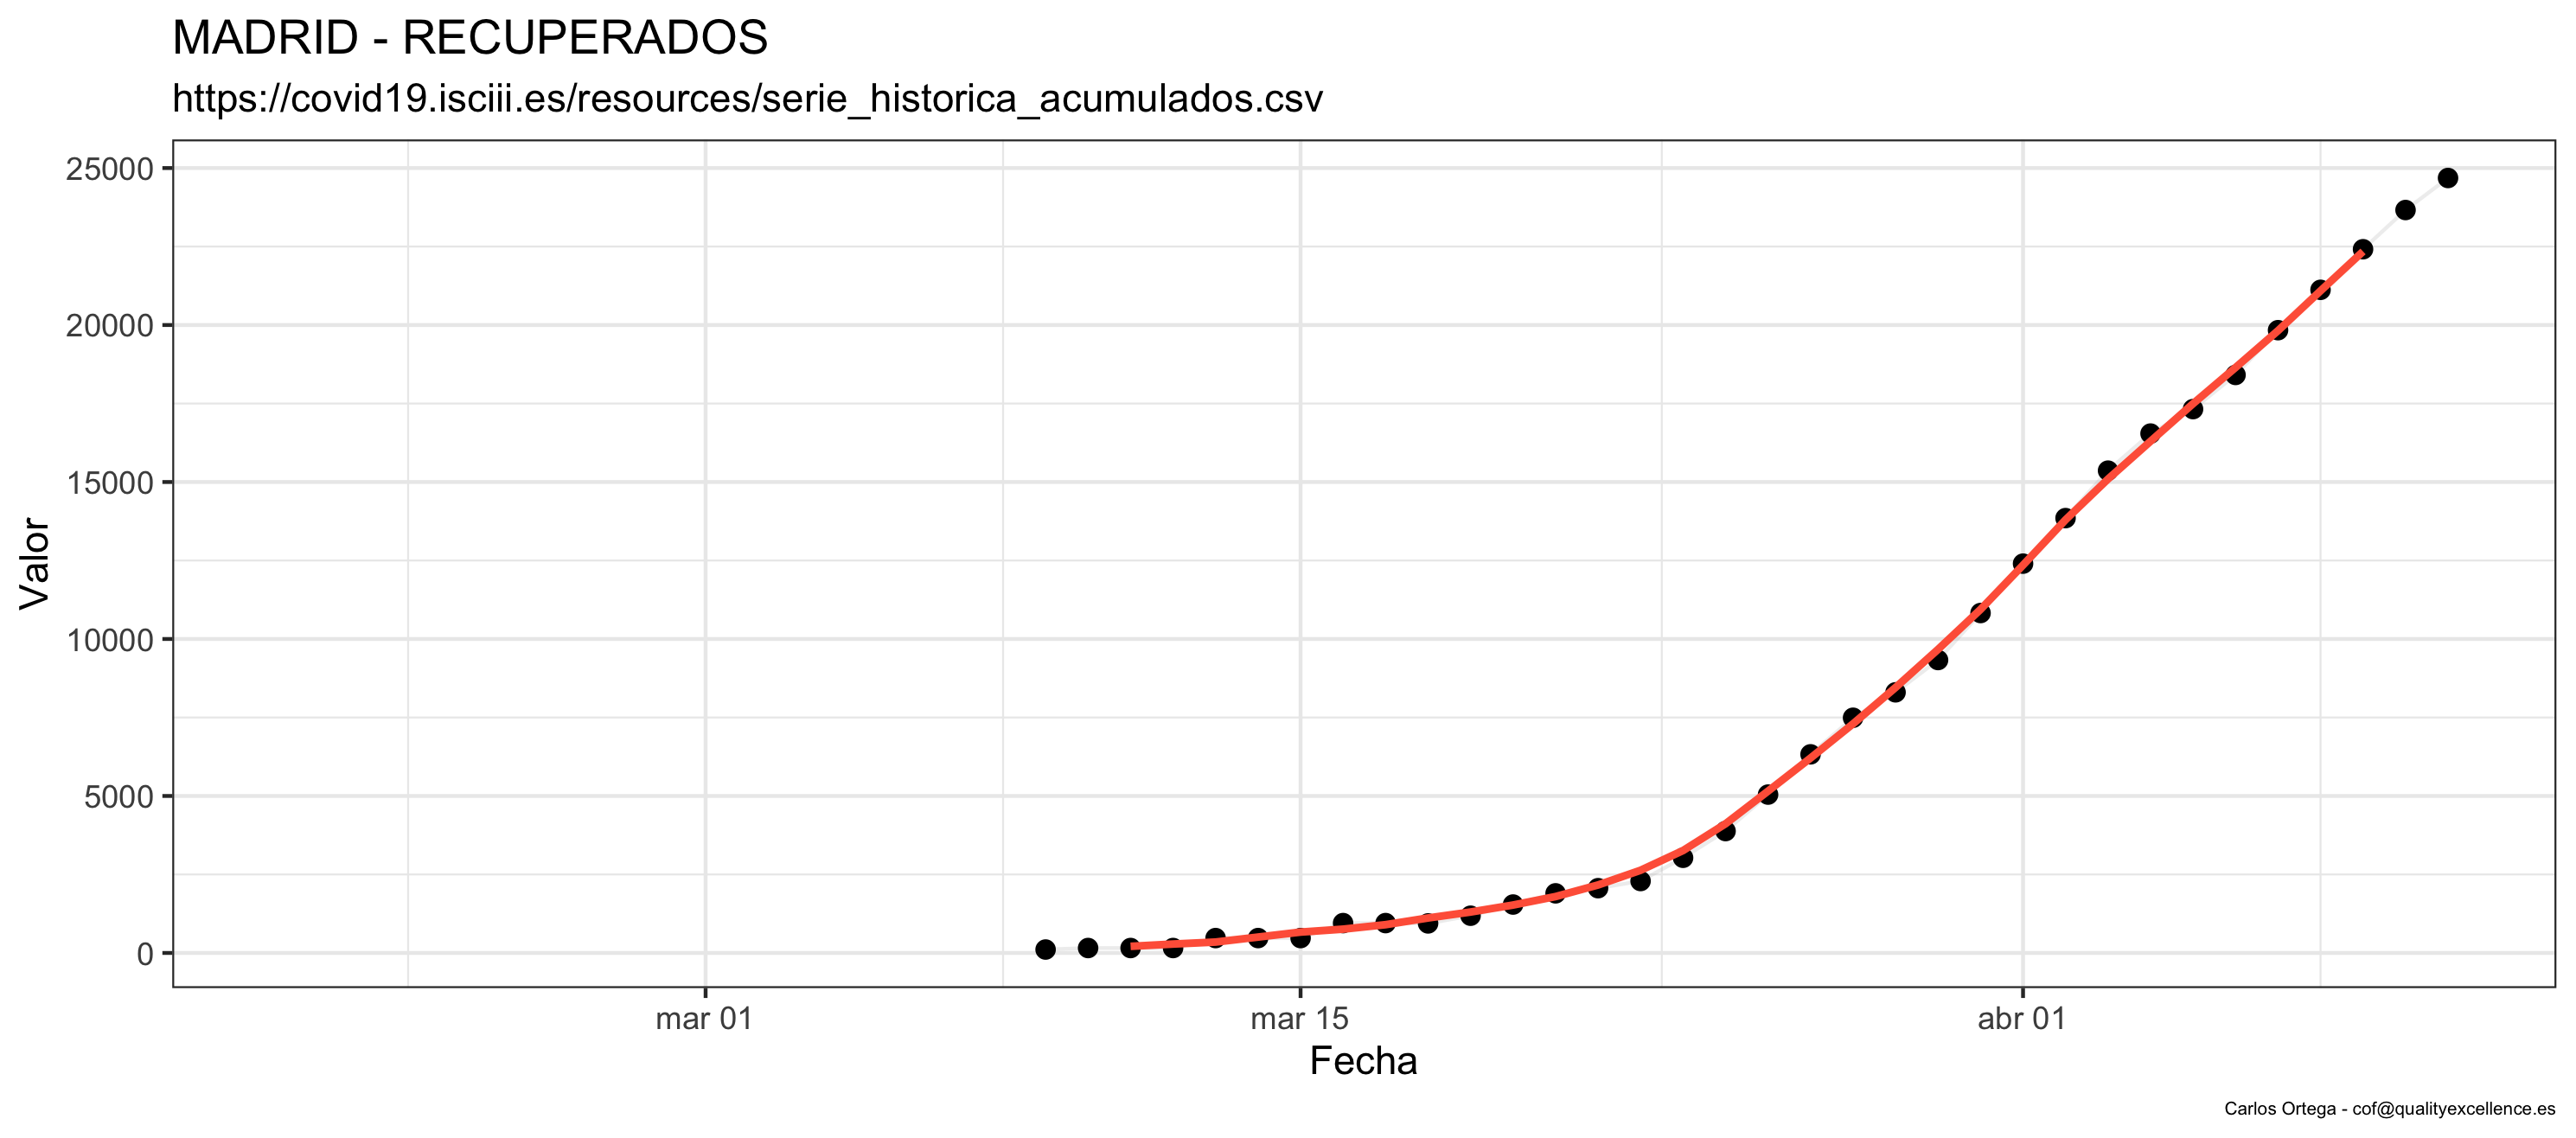 MADRID - RECUPERADOS
https://covid19.isciii.es/resources/serie_historica_acumulados.csv
25000
20000
15000
10000
5000
0
Valor
mar 01
mar 15
abr 01
Fecha
Carlos Ortega - cof@qualityexcellence.es